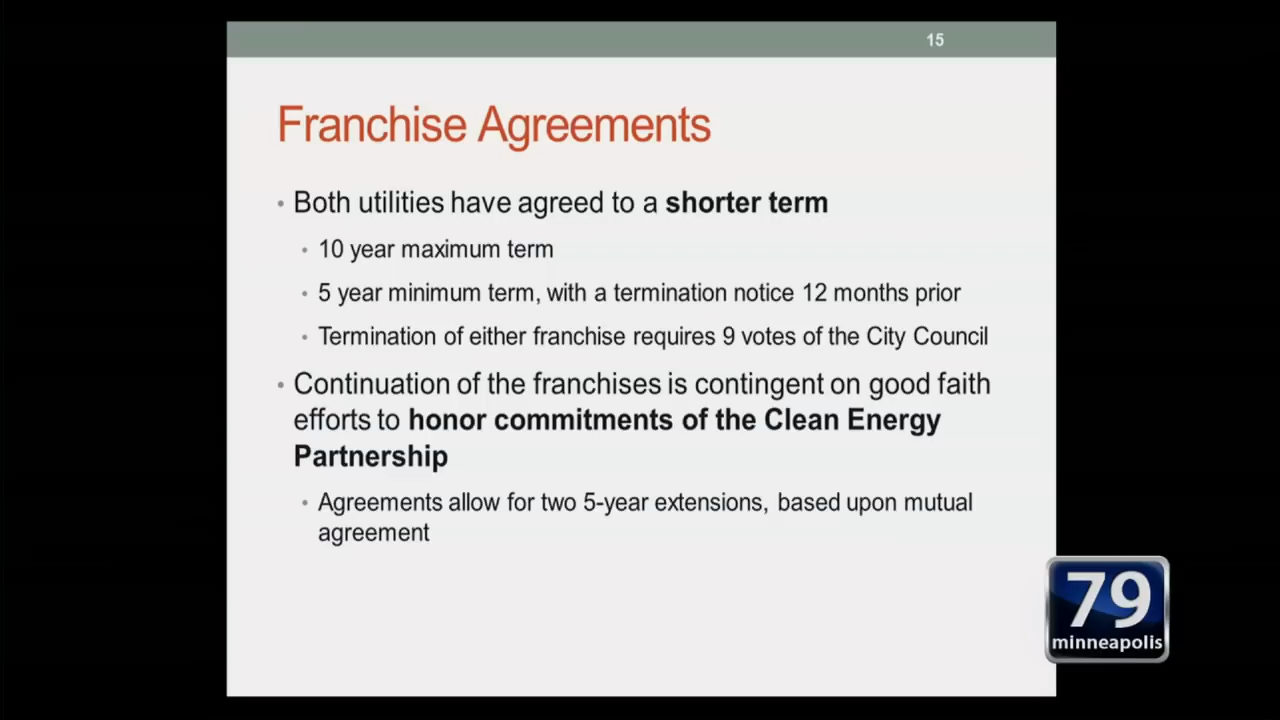 15
Franchise Agreements
• Both utilities have agreed to a shorter term
• 10 year maximum term
• 5 year minimum term, with a termination notice 12 months prior
• Termination of either franchise requires 9 votes of the City Council
• Continuation of the franchises is contingent on good faith
efforts to honor commitments of the Clean Energy
Partnership
• Agreements allow for two 5-year extensions, based upon mutual
agreement
79
minneapolis